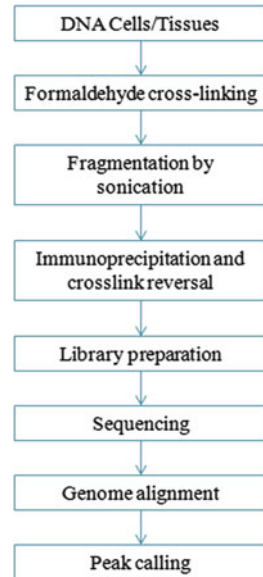 DNA Cells/Tissues
Formaldehyde cross-linking
Fragmentation by
sonication
Immunoprecipitation and
crosslink reversal
Library preparation
Sequencing
Genome alignment
Peak calling